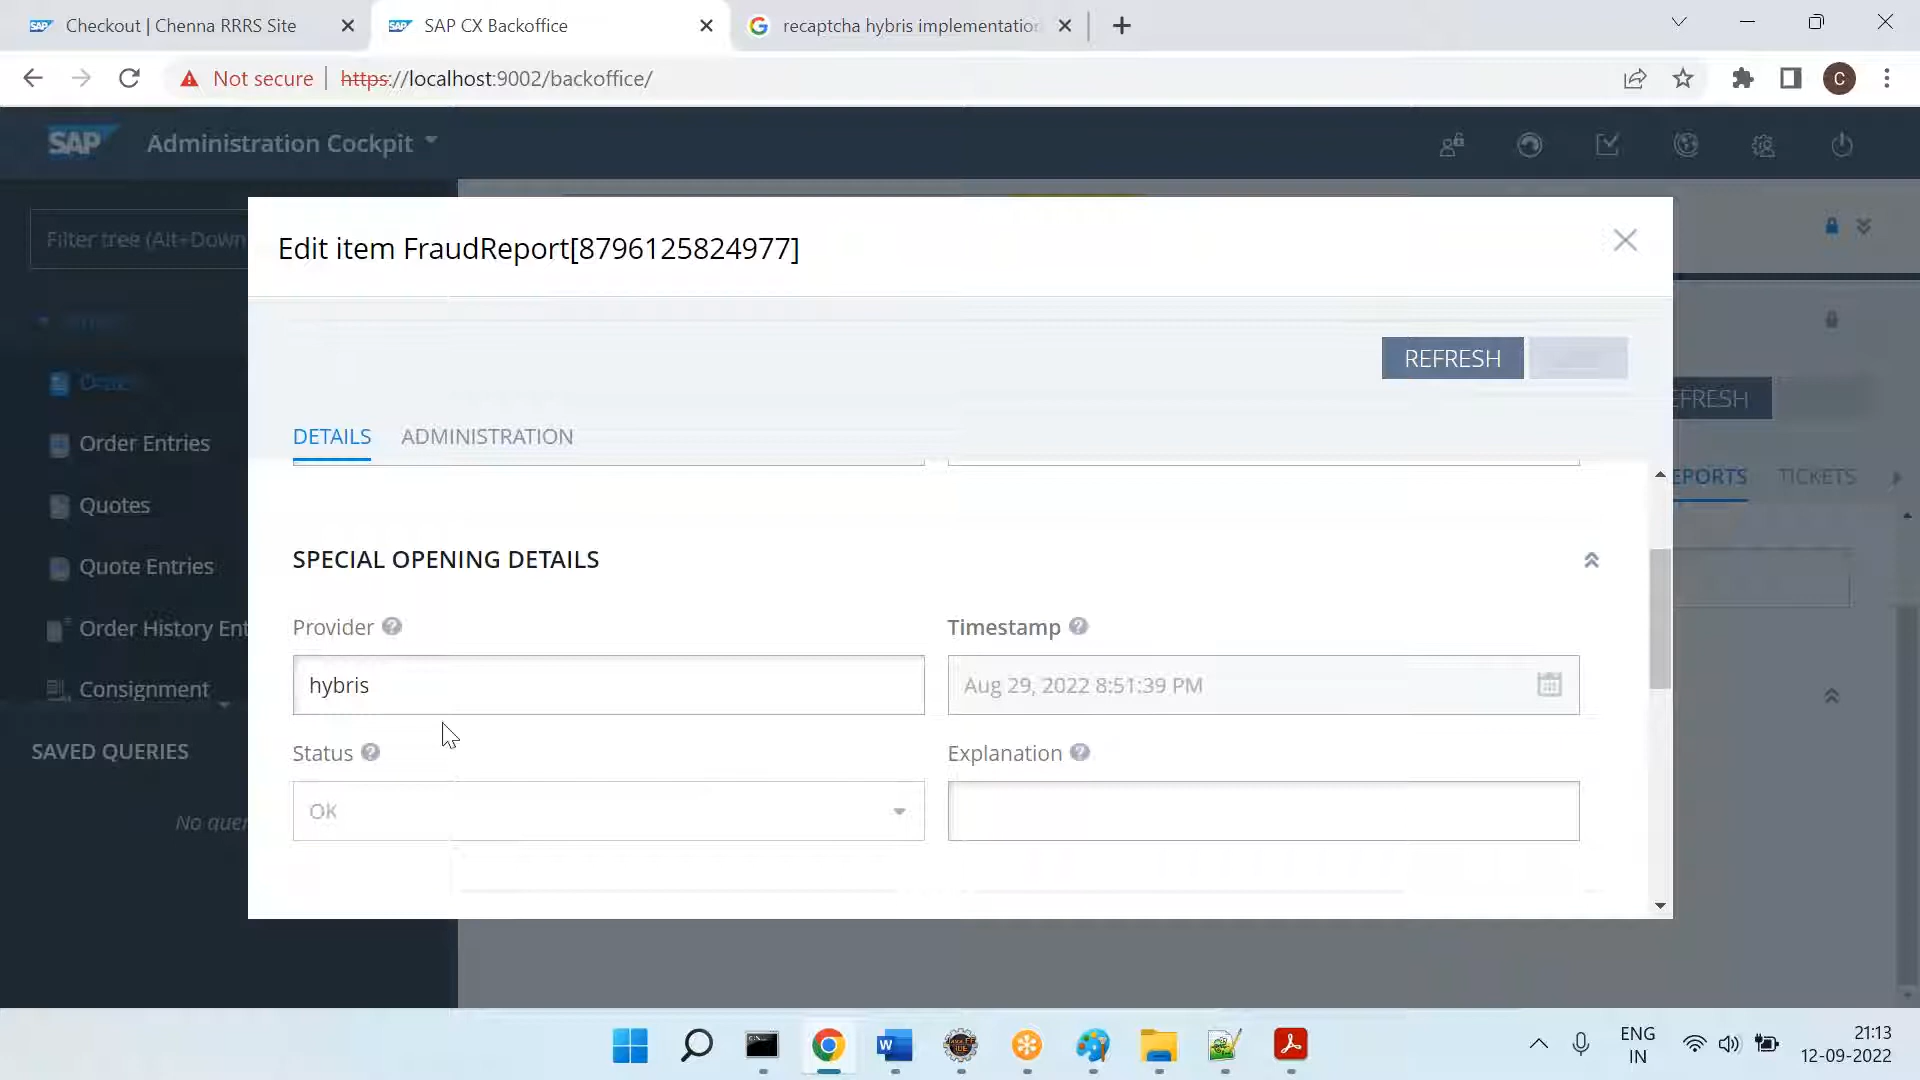 Checkout | Chenna RRRS Site
SAP CX Backoffice
recaptcha hybris implementation
Not secure
https://localhost:9002/backoffice/
C
SAP
Administration Cockpit
Filter tree (Alt+Down
Edit item FraudReport[8796125824977]
REFRESH
EFRESH
DETAILS
ADMINISTRATION
Order Entries
EPORTS
TICKETS
Quotes
SPECIAL OPENING DETAILS
Quote Entries
Provider
Timestamp
Order History Ent
hybris
Aug 29, 2022 8:51:39 PM
Consignment
Status
Explanation
SAVED QUERIES
OK
No quer
ENG
IN
21:13
12-09-2022